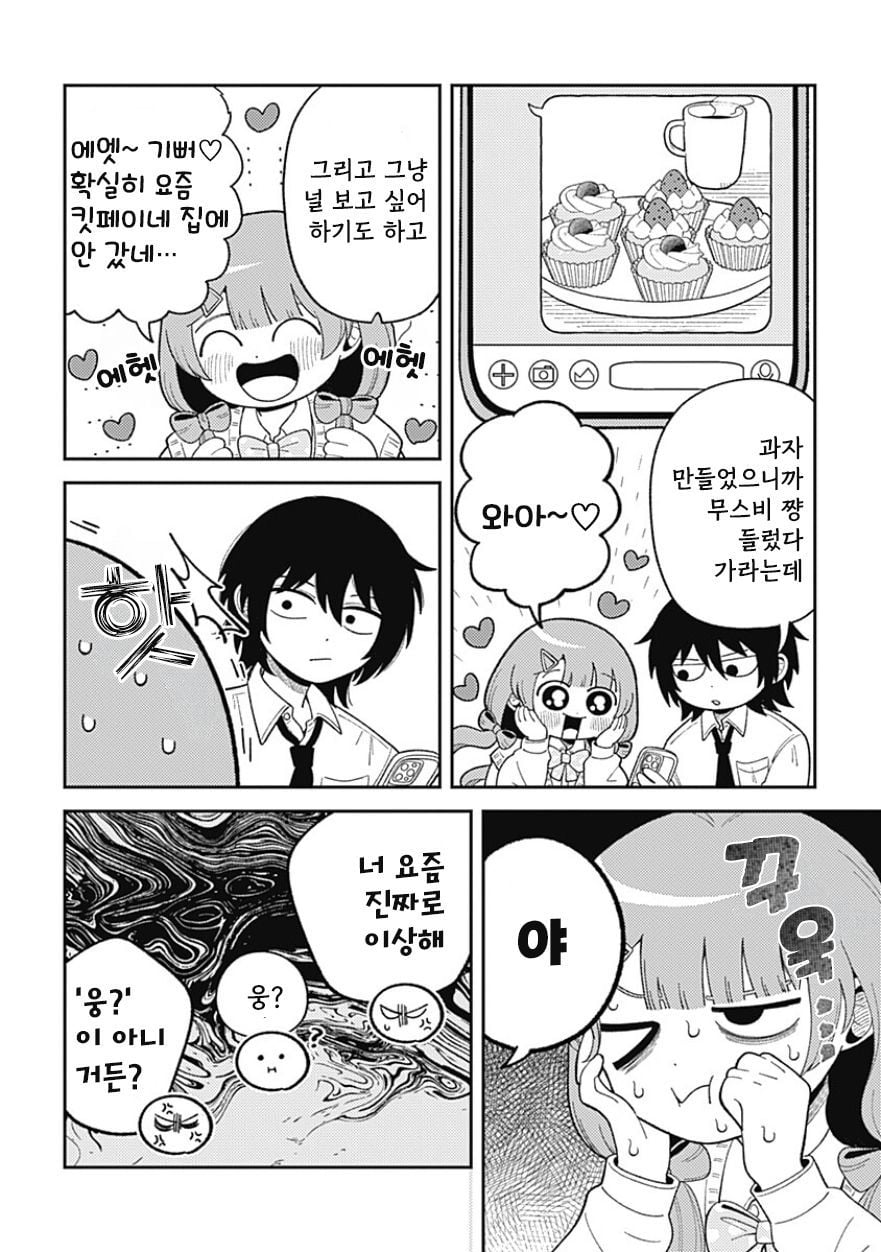 과자
만들었으니까
무스비 쨩
들렀다
가라는데
와아~♡
그리고 그냥
널 보고 싶어
하기도 하고
에엣~ 기뻐♡
확실히 요즘
킷페이네 집에
안 갔네…
에헷
에헷
핫
꾸욱…
야
너 요즘
진짜로
이상해
웅?
?
'웅?'
이 아니
거든?